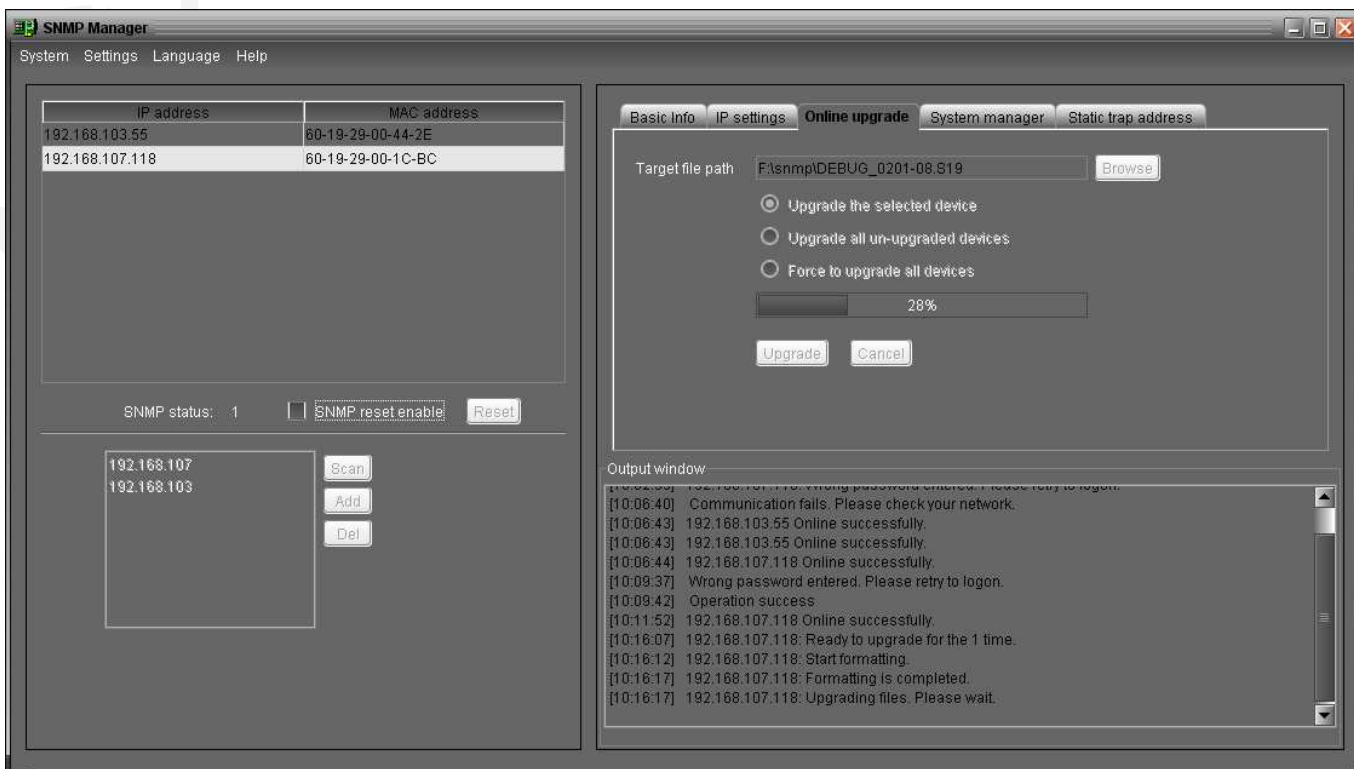 SNMP Manager
System Settings Language Help
IP address MAC address
192.168.103.55 60-19-29-00-44-2E
192.168.107.118 60-19-29-00-1C-BC
SNMP status: 1 SNMP reset enable Reset
192.168.107
192.168.103
Scan
Add
Del
Basic Info IP settings Online upgrade System manager Static trap address
Target file path F:\snmp\DEBUG_0201-08.S19 Browse
Upgrade the selected device
Upgrade all un-upgraded devices
Force to upgrade all devices
28%
Upgrade Cancel
Output window
Wrong password entered. Please retry to logon.
[10:06:40] Communication fails. Please check your network.
[10:06:43] 192.168.103.55 Online successfully.
[10:06:43] 192.168.103.55 Online successfully.
[10:06:44] 192.168.107.118 Online successfully.
[10:09:37] Wrong password entered. Please retry to logon.
[10:09:42] Operation success
[10:11:52] 192.168.107.118 Online successfully.
[10:16:07] 192.168.107.118: Ready to upgrade for the 1 time.
[10:16:12] 192.168.107.118: Start formatting.
[10:16:17] 192.168.107.118: Formatting is completed.
[10:16:17] 192.168.107.118: Upgrading files. Please wait.